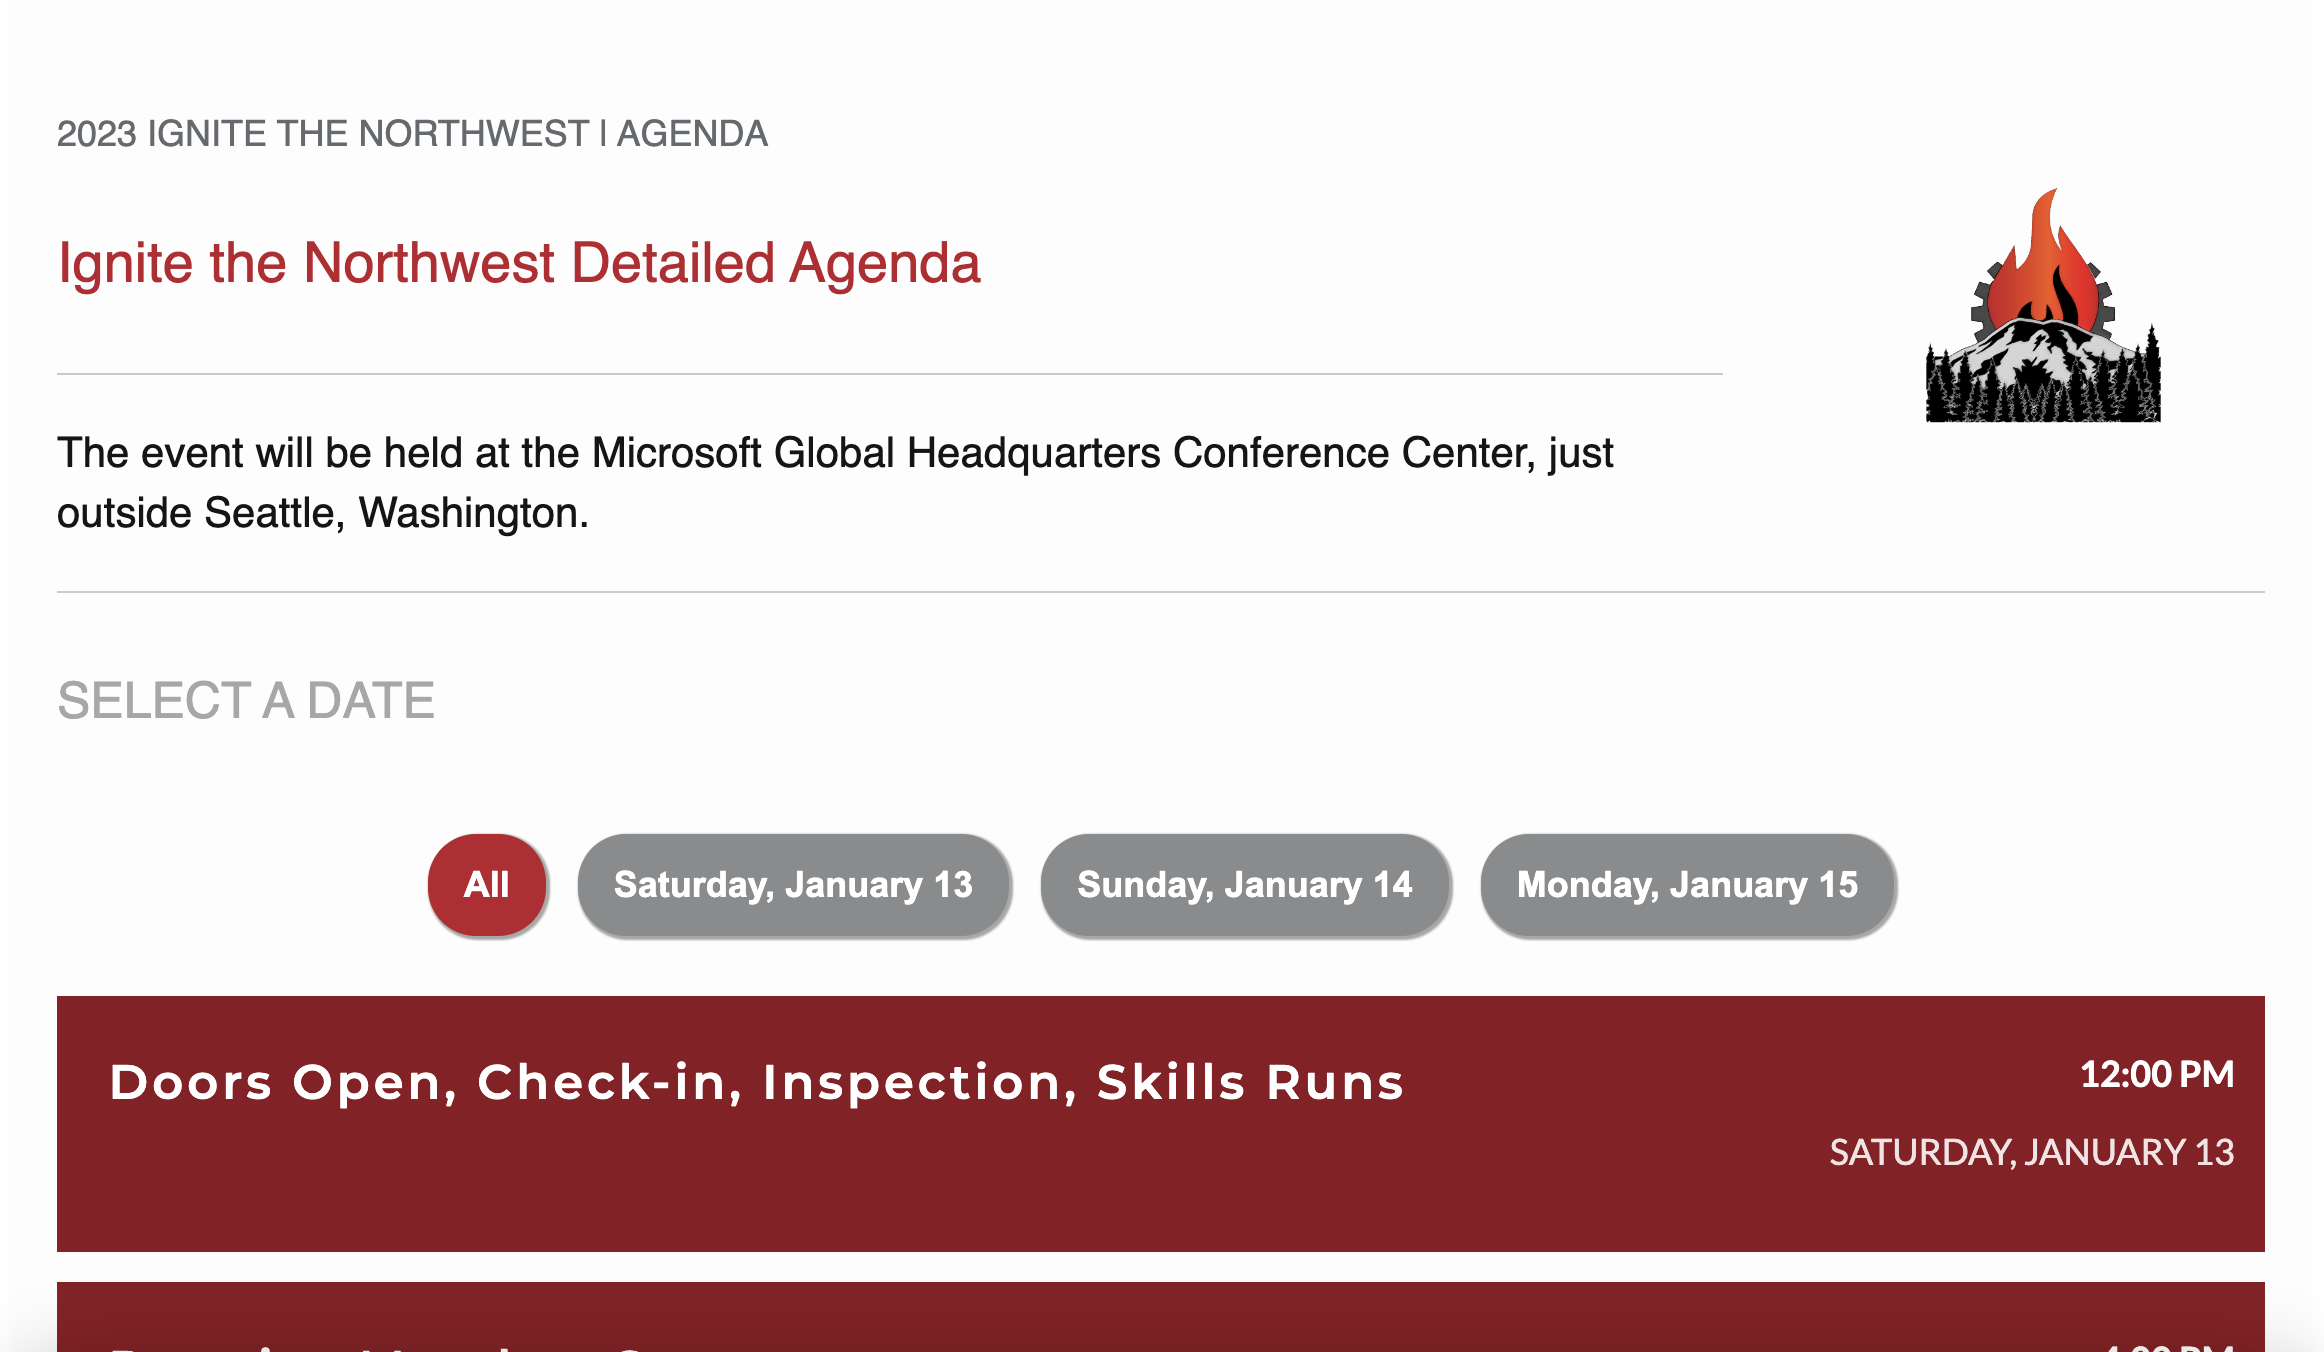 2023 IGNITE THE NORTHWEST | AGENDA
Ignite the Northwest Detailed Agenda
The event will be held at the Microsoft Global Headquarters Conference Center, just
outside Seattle, Washington.
SELECT A DATE
All
Saturday, January 13
Sunday, January 14
Monday, January 15
Doors Open, Check-in, Inspection, Skills Runs
12:00 PM
SATURDAY, JANUARY 13